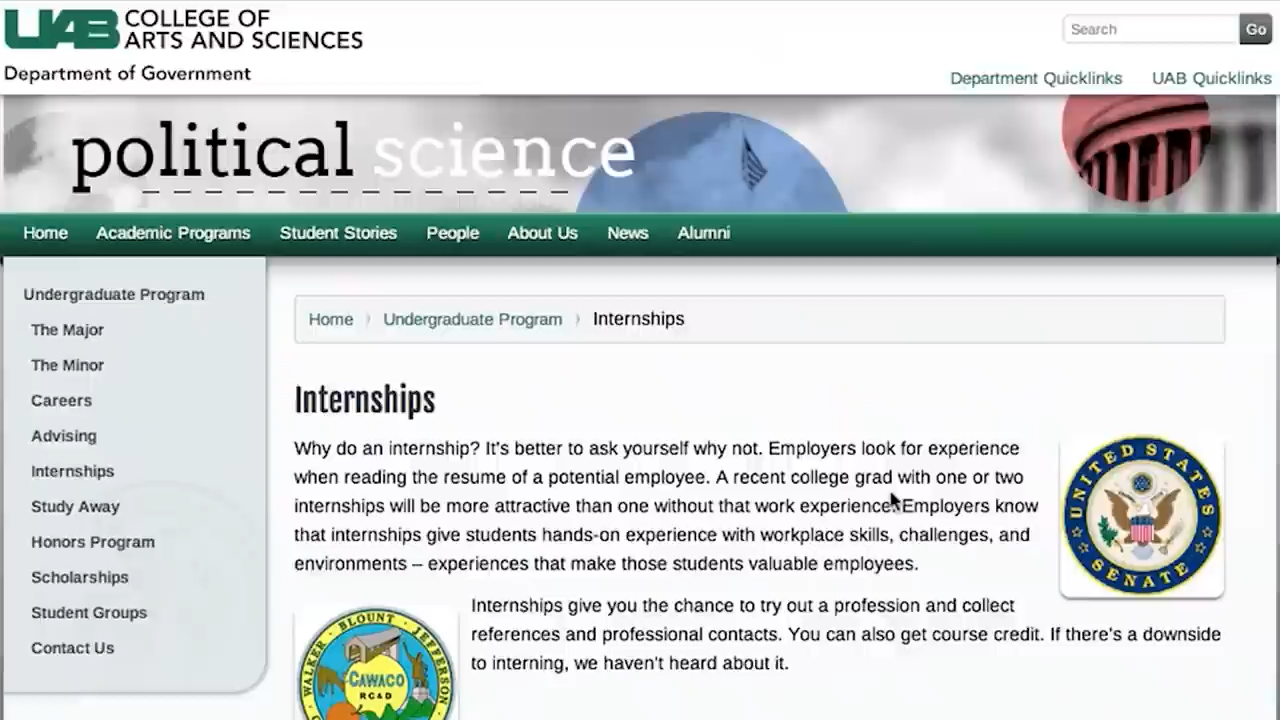 UAB COLLEGE OF
ARTS AND SCIENCES
Department of Government
Search
Go
Department Quicklinks
UAB Quicklinks
political science
Home
Academic Programs
Student Stories
People
About Us
News
Alumni
Undergraduate Program
The Major
The Minor
Careers
Advising
Internships
Study Away
Honors Program
Scholarships
Student Groups
Contact Us
Home
Undergraduate Program
Internships
Internships
Why do an internship? It's better to ask yourself why not. Employers look for experience
when reading the resume of a potential employee. A recent college grad with one or two
internships will be more attractive than one without that work experience. Employers know
that internships give students hands-on experience with workplace skills, challenges, and
environments – experiences that make those students valuable employees.
UNITED STATES
SENATE
Internships give you the chance to try out a profession and collect
references and professional contacts. You can also get course credit. If there's a downside
to interning, we haven't heard about it.
WALKER · BLOUNT · JEFFERSON
CAWACO
RC&D